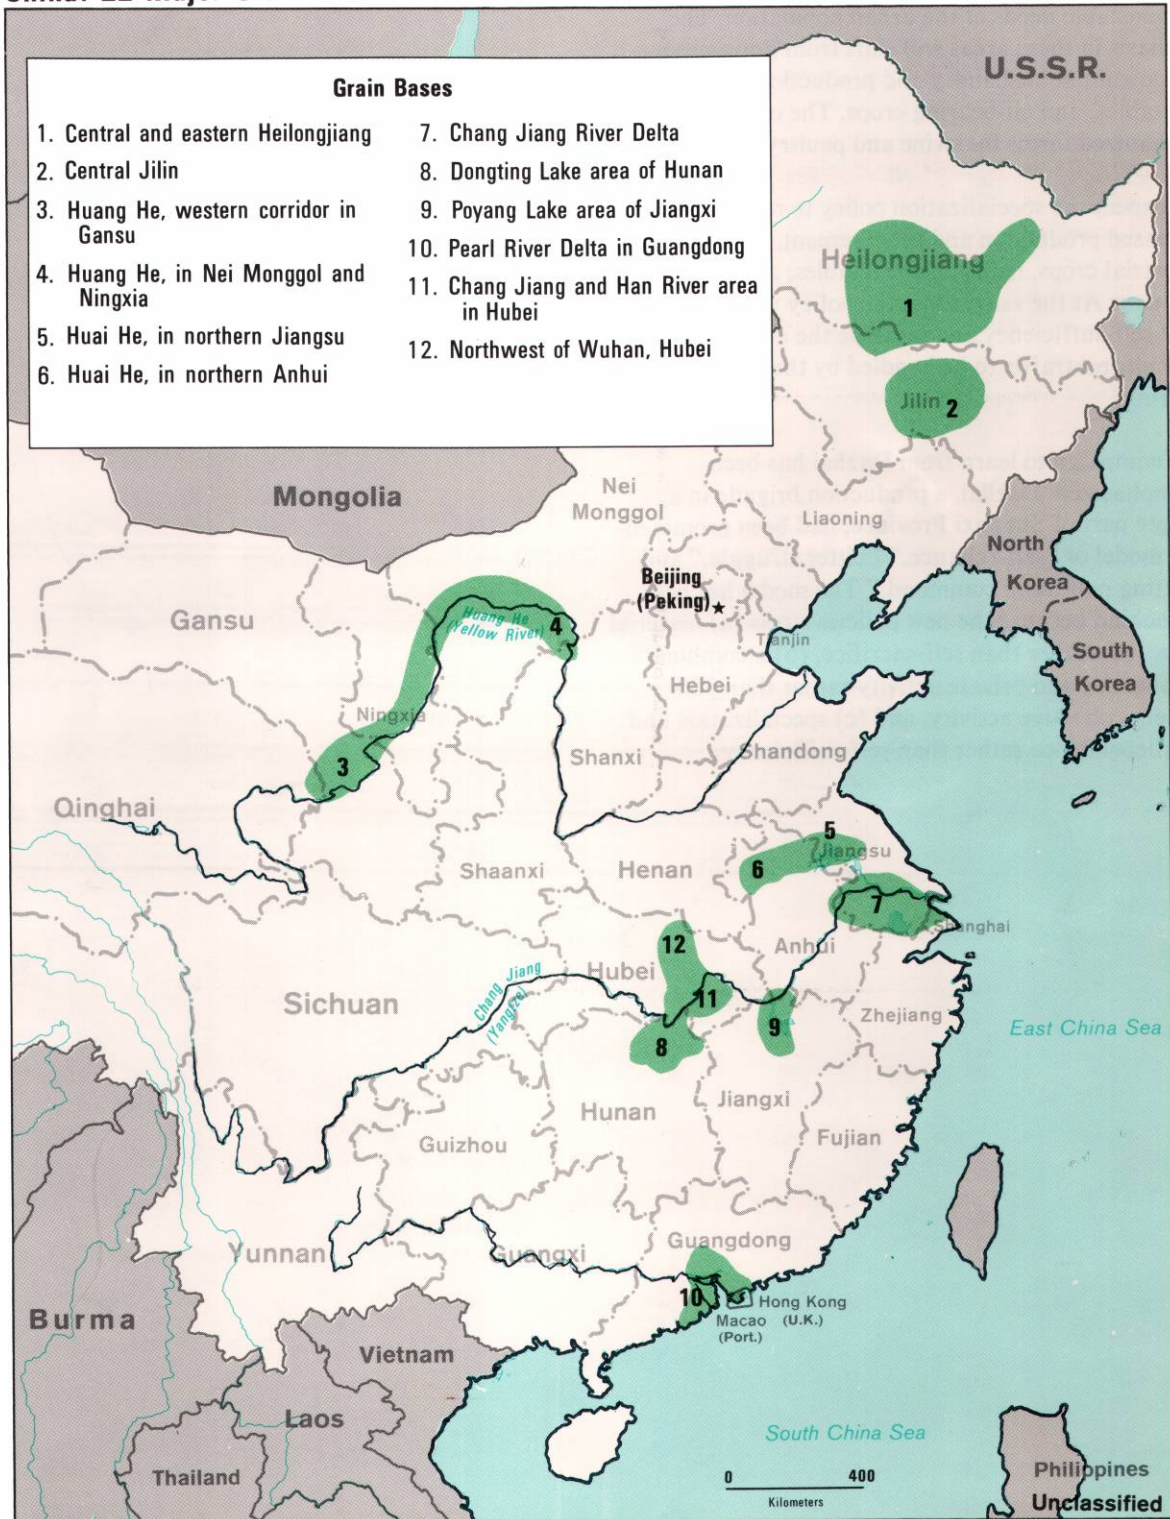 China: 12 Major
Grain Bases
1. Central and eastern Heilongjiang
2. Central Jilin
3. Huang He, western corridor in
Gansu
4. Huang He, in Nei Monggol and
Ningxia
5. Huai He, in northern Jiangsu
6. Huai He, in northern Anhui
7. Chang Jiang River Delta
8. Dongting Lake area of Hunan
9. Poyang Lake area of Jiangxi
10. Pearl River Delta in Guangdong
11. Chang Jiang and Han River area
in Hubei
12. Northwest of Wuhan, Hubei
U.S.S.R.
Heilongjiang
1
Jilin 2
Mongolia
Nei
Monggol
Liaoning
North
Korea
Beijing
(Peking)
Tianjin
Gansu
Huang He
(Yellow River)
4
South
Korea
Hebei
Ningxia
Shanxi
Shandong
3
Qinghai
5
Jiangsu
Shaanxi
Henan
6
7
Shanghai
12
Anhui
Hubei
Sichuan
Chang Jiang
(Yangtze)
11
Zhejiang
9
East China Sea
8
Hunan
Jiangxi
Guizhou
Fujian
Yunnan
Guangxi
Guangdong
10
Hong Kong
(U.K.)
Macao
(Port.)
Burma
Vietnam
Laos
South China Sea
Thailand
0 400
Kilometers
Philippines
Unclassified